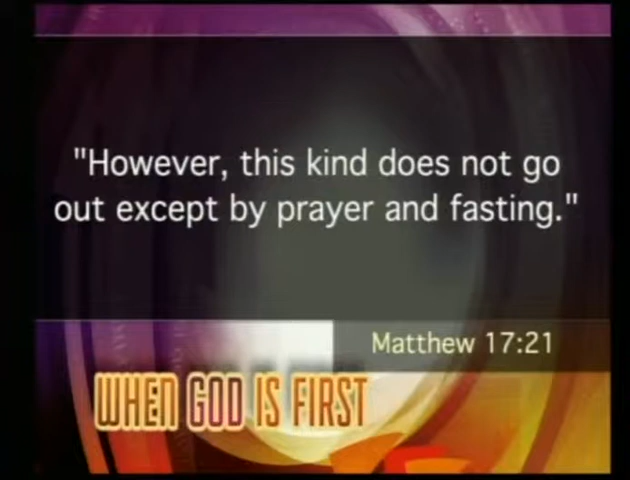 "However, this kind does not go
out except by prayer and fasting."
Matthew 17:21
WHEN GOD IS FIRST